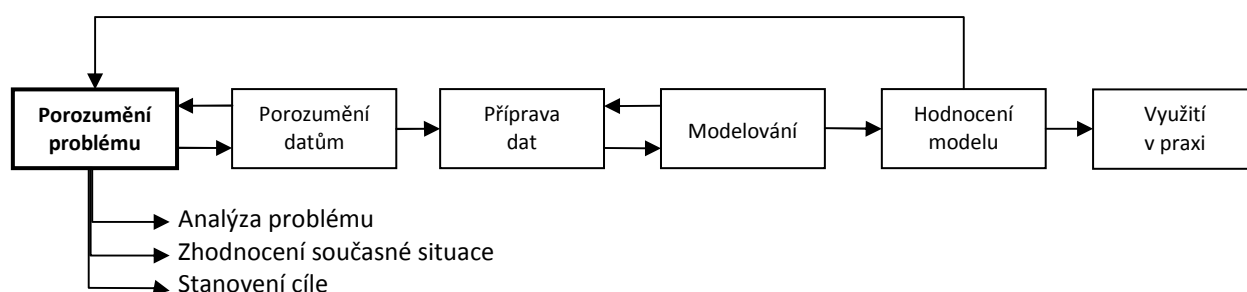 Porozumění
problému
Porozumění
datům
Příprava
dat
Modelování
Hodnocení
modelu
Využití
v praxi
Analýza problému
Zhodnocení současné situace
Stanovení cíle